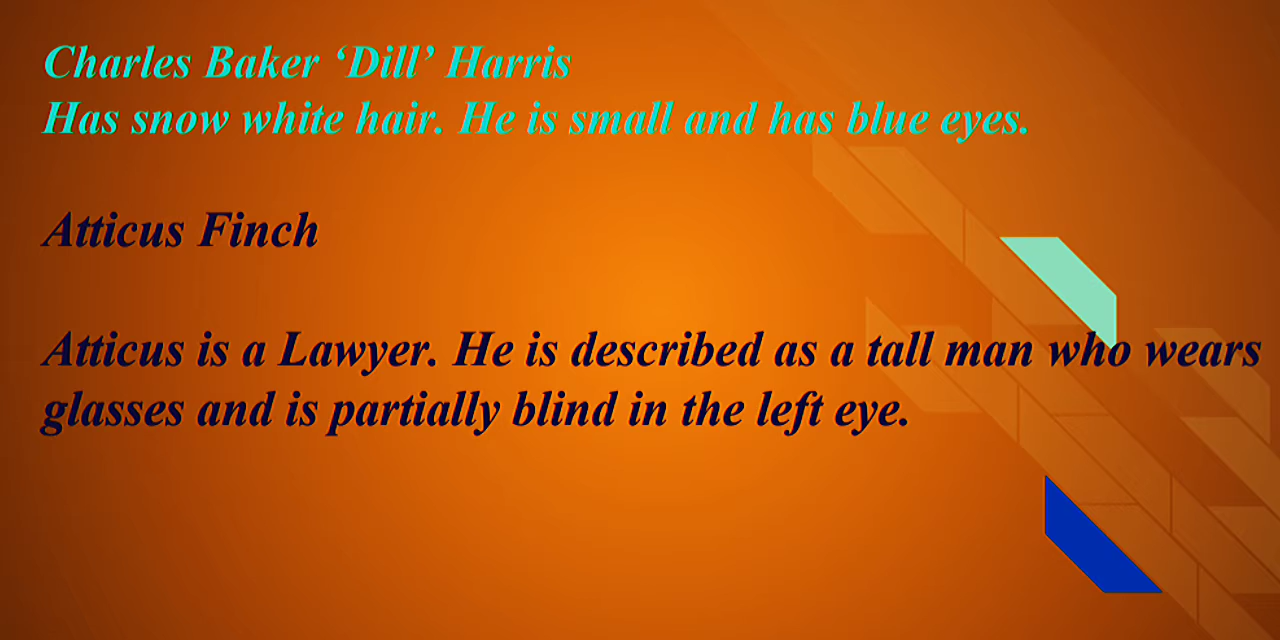 Charles Baker ‘Dill’ Harris
Has snow white hair. He is small and has blue eyes.
Atticus Finch
Atticus is a Lawyer. He is described as a tall man who wears
glasses and is partially blind in the left eye.